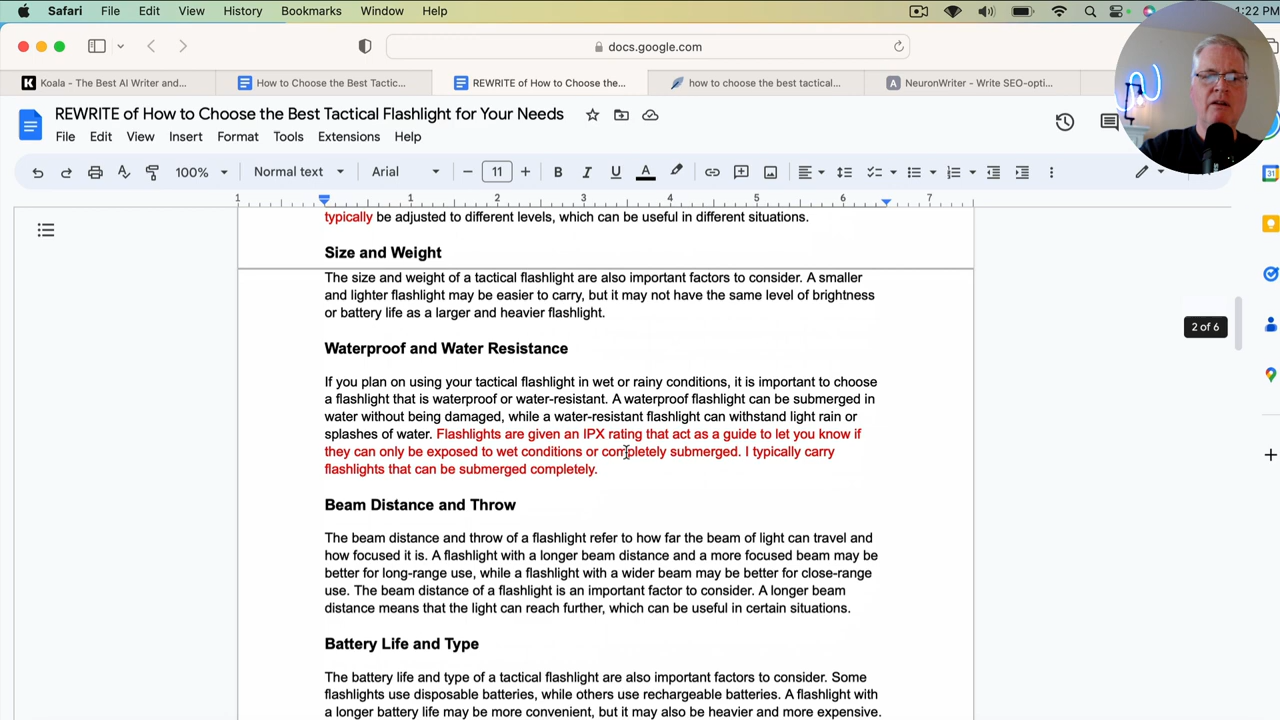 Safari File Edit View History Bookmarks Window Help 1:22 PM
docs.google.com
K Koala - The Best AI Writer and...
How to Choose the Best Tactic...
REWRITE of How to Choose the...
how to choose the best tactical...
A NeuronWriter - Write SEO-opti...
REWRITE of How to Choose the Best Tactical Flashlight for Your Needs
File Edit View Insert Format Tools Extensions Help
100% Normal text Arial 11 B I U A
1 1 2 3 4 5 6 7
typically be adjusted to different levels, which can be useful in different situations.
Size and Weight
The size and weight of a tactical flashlight are also important factors to consider. A smaller
and lighter flashlight may be easier to carry, but it may not have the same level of brightness
or battery life as a larger and heavier flashlight.
2 of 6
Waterproof and Water Resistance
If you plan on using your tactical flashlight in wet or rainy conditions, it is important to choose
a flashlight that is waterproof or water-resistant. A waterproof flashlight can be submerged in
water without being damaged, while a water-resistant flashlight can withstand light rain or
splashes of water. Flashlights are given an IPX rating that act as a guide to let you know if
they can only be exposed to wet conditions or completely submerged. I typically carry
flashlights that can be submerged completely.
Beam Distance and Throw
The beam distance and throw of a flashlight refer to how far the beam of light can travel and
how focused it is. A flashlight with a longer beam distance and a more focused beam may be
better for long-range use, while a flashlight with a wider beam may be better for close-range
use. The beam distance of a flashlight is an important factor to consider. A longer beam
distance means that the light can reach further, which can be useful in certain situations.
Battery Life and Type
The battery life and type of a tactical flashlight are also important factors to consider. Some
flashlights use disposable batteries, while others use rechargeable batteries. A flashlight with
a longer battery life may be more convenient, but it may also be heavier and more expensive.